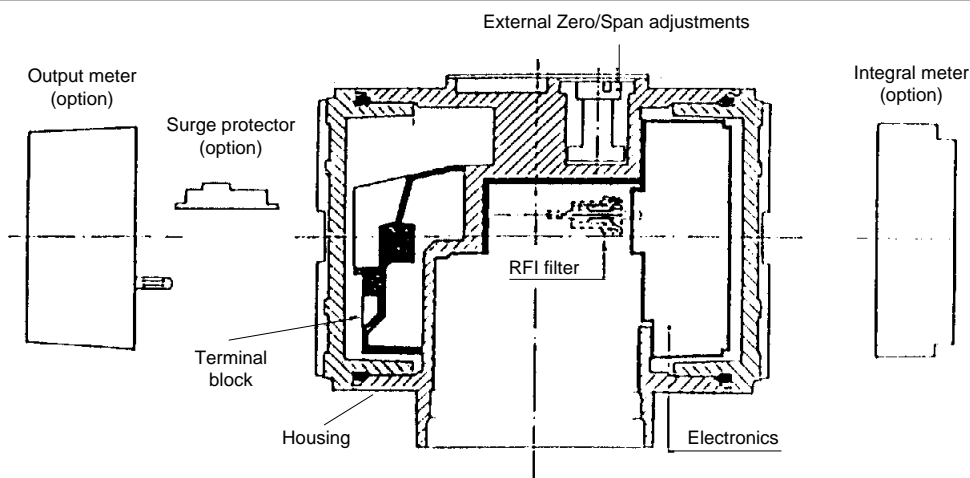 External Zero/Span adjustments
Output meter
(option)
Integral meter
(option)
Surge protector
(option)
RFI filter
Terminal
block
Housing
Electronics